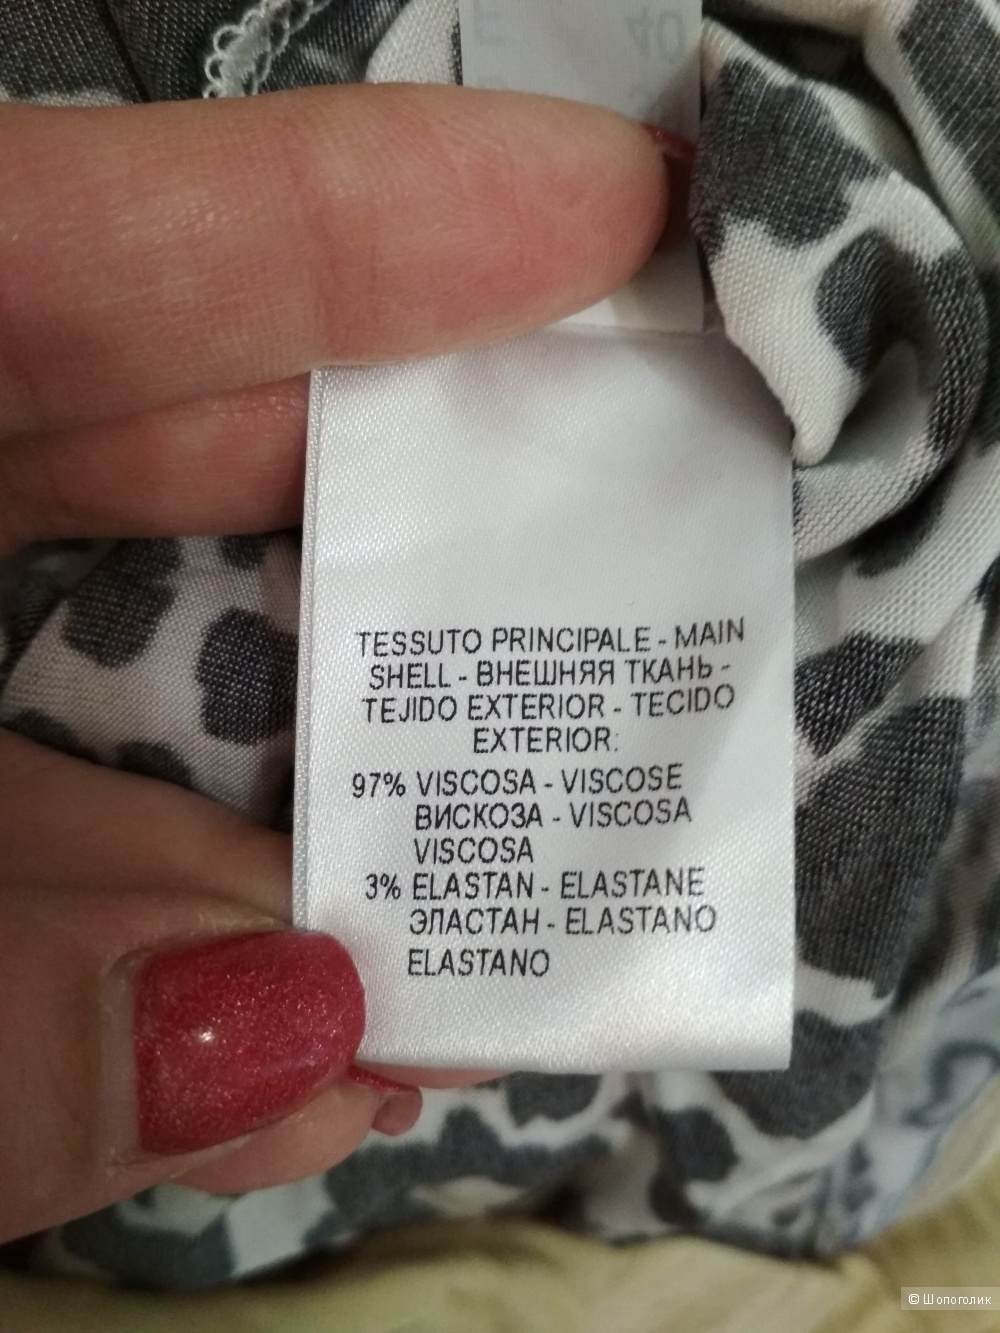 TESSUTO PRINCIPALE - MAIN
SHELL - ВНЕШНЯЯ ТКАНЬ -
TEJIDO EXTERIOR - TECIDO
EXTERIOR:
97% VISCOSA - VISCOSE
ВИСКОЗА - VISCOSA
VISCOSA
3% ELASTAN - ELASTANE
ЭЛАСТАН - ELASTANO
ELASTANO
© Шопоголик